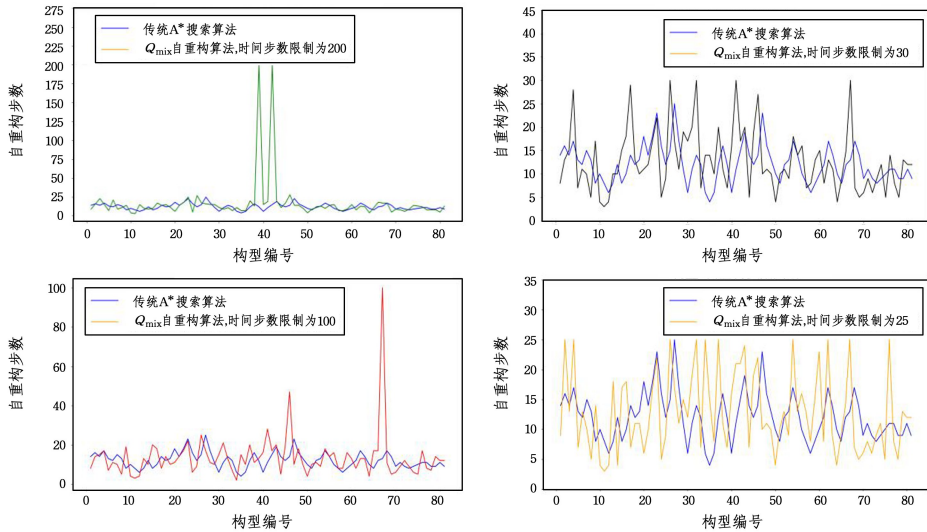 275
250
225
200
175
150
125
100
75
50
25
0
自重构步数
传统A*搜索算法
Qmix自重构算法,时间步数限制为200
0 10 20 30 40 50 60 70 80
构型编号
45
40
35
30
25
20
15
10
5
0
自重构步数
传统A*搜索算法
Qmix自重构算法,时间步数限制为30
0 10 20 30 40 50 60 70 80
构型编号
100
80
60
40
20
0
自重构步数
传统A*搜索算法
Qmix自重构算法,时间步数限制为100
0 10 20 30 40 50 60 70 80
构型编号
35
30
25
20
15
10
5
0
自重构步数
传统A*搜索算法
Qmix自重构算法,时间步数限制为25
0 10 20 30 40 50 60 70 80
构型编号